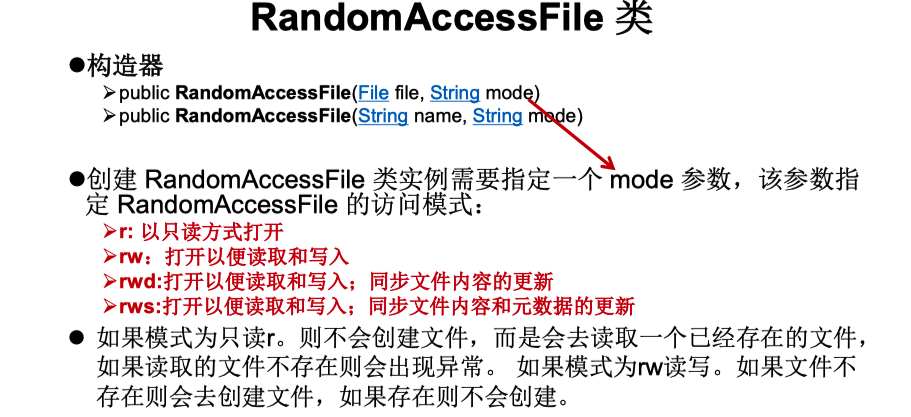 RandomAccessFile 类
●构造器
➢public RandomAccessFile(File file, String mode)
➢public RandomAccessFile(String name, String mode)
●创建 RandomAccessFile 类实例需要指定一个 mode 参数，该参数指
定 RandomAccessFile 的访问模式：
➢r: 以只读方式打开
➢rw：打开以便读取和写入
➢rwd:打开以便读取和写入；同步文件内容的更新
➢rws:打开以便读取和写入；同步文件内容和元数据的更新
● 如果模式为只读r。则不会创建文件，而是会去读取一个已经存在的文件，
如果读取的文件不存在则会出现异常。 如果模式为rw读写。如果文件不
存在则会去创建文件，如果存在则不会创建。